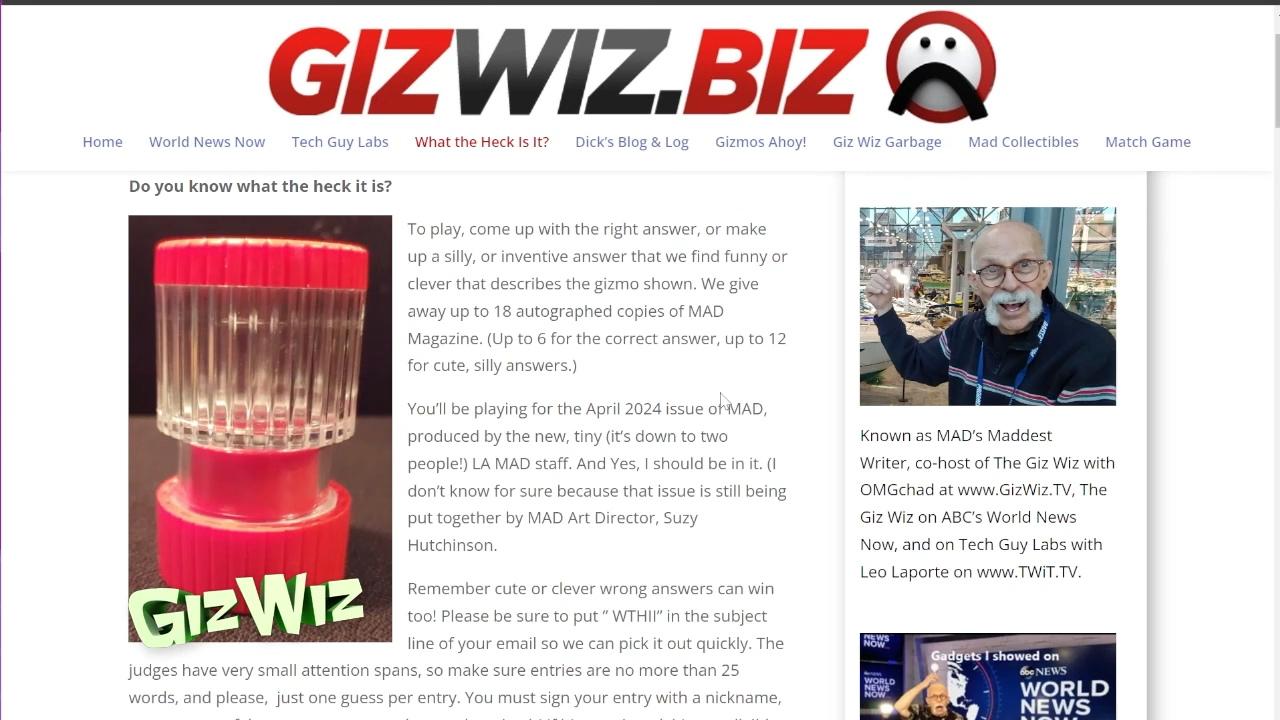 GIZWIZ.BIZ
Home World News Now Tech Guy Labs What the Heck Is It? Dick’s Blog & Log Gizmos Ahoy! Giz Wiz Garbage Mad Collectibles Match Game
Do you know what the heck it is?
To play, come up with the right answer, or make
up a silly, or inventive answer that we find funny or
clever that describes the gizmo shown. We give
away up to 18 autographed copies of MAD
Magazine. (Up to 6 for the correct answer, up to 12
for cute, silly answers.)
You’ll be playing for the April 2024 issue of MAD,
produced by the new, tiny (it’s down to two
people!) LA MAD staff. And Yes, I should be in it. (I
don’t know for sure because that issue is still being
put together by MAD Art Director, Suzy
Hutchinson.
Remember cute or clever wrong answers can win
too! Please be sure to put ” WTHII” in the subject
line of your email so we can pick it out quickly. The
judges have very small attention spans, so make sure entries are no more than 25
words, and please, just one guess per entry. You must sign your entry with a nickname,
GIZWIZ
Known as MAD’s Maddest
Writer, co-host of The Giz Wiz with
OMGchad at www.GizWiz.TV, The
Giz Wiz on ABC’s World News
Now, and on Tech Guy Labs with
Leo Laporte on www.TWiT.TV.
NEWS
NOW
Gadgets I showed on
abc NEWS
WORLD
NEWS
NOW
WORLD
NEWS
NOW